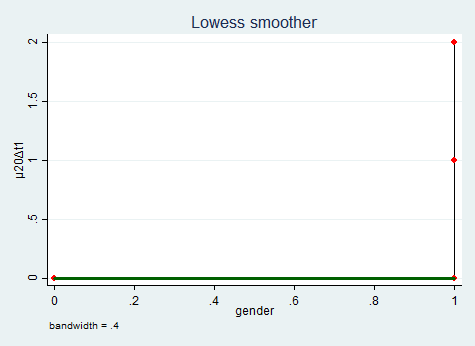 Lowess smoother
2
1.5
1
.5
0
µ20Δt1
0 .2 .4 .6 .8 1
gender
bandwidth = .4